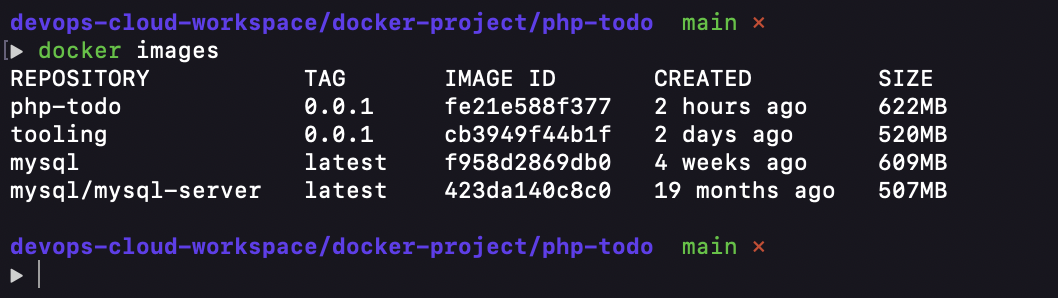 devops-cloud-workspace/docker-project/php-todo main ×
▶ docker images
REPOSITORY TAG IMAGE ID CREATED SIZE
php-todo 0.0.1 fe21e588f377 2 hours ago 622MB
tooling 0.0.1 cb3949f44b1f 2 days ago 520MB
mysql latest f958d2869db0 4 weeks ago 609MB
mysql/mysql-server latest 423da140c8c0 19 months ago 507MB
devops-cloud-workspace/docker-project/php-todo main ×
▶